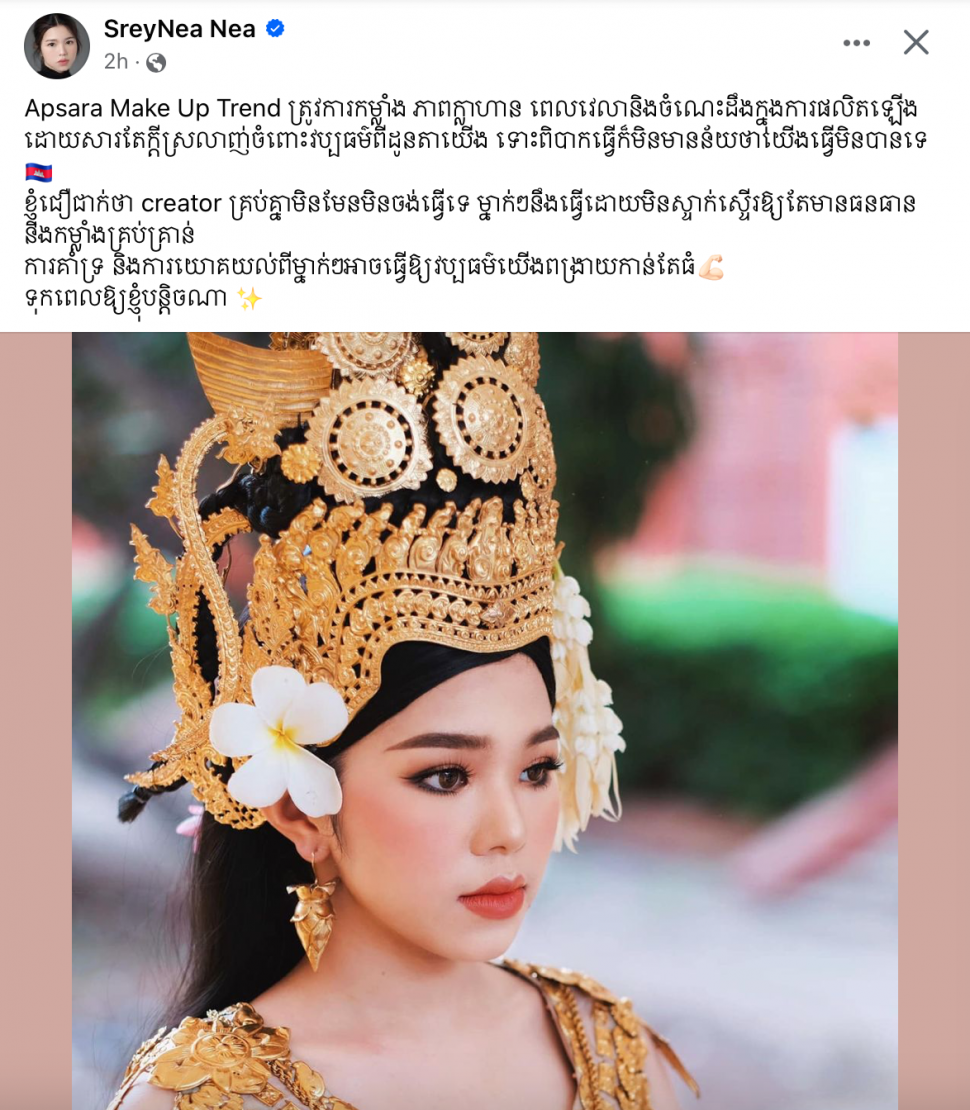 SreyNea Nea
2h ·
Apsara Make Up Trend ត្រូវការកម្លាំង ភាពក្លាហាន ពេលវេលានិងចំណេះដឹងក្នុងការផលិតឡើង
ដោយសារតែក្ដីស្រលាញ់ចំពោះវប្បធម៌ពីដូនតាយើង ទោះពិបាកធ្វើក៏មិនមានន័យថាយើងធ្វើមិនបានទេ
🇰🇭
ខ្ញុំជឿជាក់ថា creator គ្រប់គ្នាមិនមែនមិនចង់ធ្វើទេ ម្នាក់ៗនឹងធ្វើដោយមិនស្ទាក់ស្ទើរឱ្យតែមានធនធាន
និងកម្លាំងគ្រប់គ្រាន់
ការគាំទ្រ និងការយោគយល់ពីម្នាក់ៗអាចធ្វើឱ្យវប្បធម៌យើងពង្រាយកាន់តែធំ💪🏻
ទុកពេលឱ្យខ្ញុំបន្តិចណា ✨